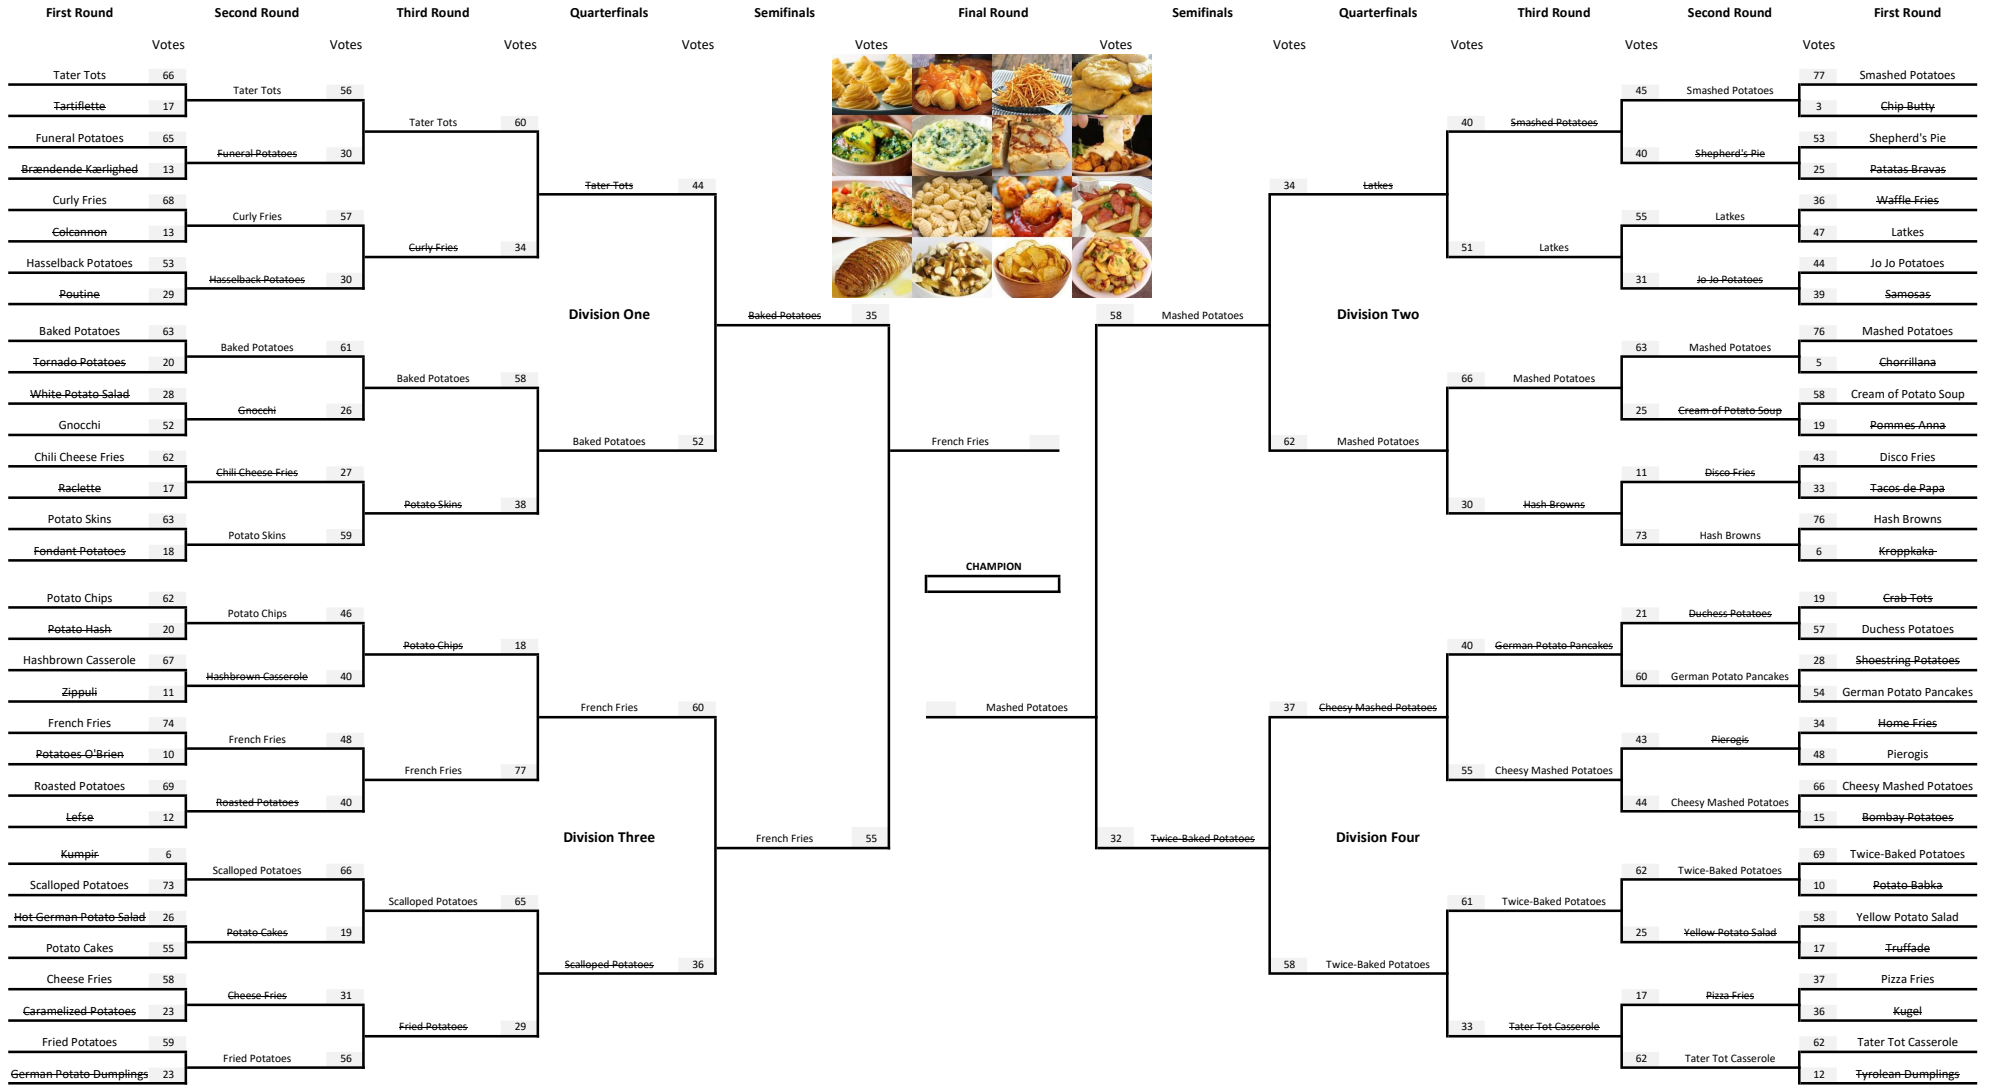 First Round Second Round Third Round Quarterfinals Semifinals Final Round Semifinals Quarterfinals Third Round Second Round First Round
Votes Votes Votes Votes Votes Votes Votes Votes Votes Votes
Tater Tots 66
Tartiflette 17
Funeral Potatoes 65
Brændende Kærlighed 13
Curly Fries 68
Colcannon 13
Hasselback Potatoes 53
Poutine 29
Baked Potatoes 63
Tornado Potatoes 20
White Potato Salad 28
Gnocchi 52
Chili Cheese Fries 62
Raclette 17
Potato Skins 63
Fondant Potatoes 18
Potato Chips 62
Potato Hash 20
Hashbrown Casserole 67
Zippuli 11
French Fries 74
Potatoes O'Brien 10
Roasted Potatoes 69
Lefse 12
Kumpir 6
Scalloped Potatoes 73
Hot German Potato Salad 26
Potato Cakes 55
Cheese Fries 58
Caramelized Potatoes 23
Fried Potatoes 59
German Potato Dumplings 23
Tater Tots 56
Funeral Potatoes 30
Curly Fries 57
Hasselback Potatoes 30
Baked Potatoes 61
Gnocchi 26
Chili Cheese Fries 27
Potato Skins 59
Potato Chips 46
Hashbrown Casserole 40
French Fries 48
Roasted Potatoes 40
Scalloped Potatoes 66
Potato Cakes 19
Cheese Fries 31
Fried Potatoes 56
Tater Tots 60
Curly Fries 34
Baked Potatoes 58
Potato Skins 38
Potato Chips 18
French Fries 77
Scalloped Potatoes 65
Fried Potatoes 29
Tater Tots 44
Division One
Baked Potatoes 52
French Fries 60
Division Three
Scalloped Potatoes 36
Baked Potatoes 35
French Fries 55
French Fries
CHAMPION
Mashed Potatoes
58 Mashed Potatoes
32 Twice-Baked Potatoes
34 Latkes
Division Two
62 Mashed Potatoes
37 Cheesy Mashed Potatoes
Division Four
58 Twice-Baked Potatoes
40 Smashed Potatoes
51 Latkes
66 Mashed Potatoes
30 Hash Browns
40 German Potato Pancakes
55 Cheesy Mashed Potatoes
61 Twice-Baked Potatoes
33 Tater Tot Casserole
45 Smashed Potatoes
40 Shepherd's Pie
55 Latkes
31 Jo Jo Potatoes
63 Mashed Potatoes
25 Cream of Potato Soup
11 Disco Fries
73 Hash Browns
21 Duchess Potatoes
60 German Potato Pancakes
43 Pierogis
44 Cheesy Mashed Potatoes
62 Twice-Baked Potatoes
25 Yellow Potato Salad
17 Pizza Fries
62 Tater Tot Casserole
77 Smashed Potatoes
3 Chip Butty
53 Shepherd's Pie
25 Patatas Bravas
36 Waffle Fries
47 Latkes
44 Jo Jo Potatoes
39 Samosas
76 Mashed Potatoes
5 Chorrillana
58 Cream of Potato Soup
19 Pommes Anna
43 Disco Fries
33 Tacos de Papa
76 Hash Browns
6 Kroppkaka
19 Crab Tots
57 Duchess Potatoes
28 Shoestring Potatoes
54 German Potato Pancakes
34 Home Fries
48 Pierogis
66 Cheesy Mashed Potatoes
15 Bombay Potatoes
69 Twice-Baked Potatoes
10 Potato Babka
58 Yellow Potato Salad
17 Truffade
37 Pizza Fries
36 Kugel
62 Tater Tot Casserole
12 Tyrolean Dumplings